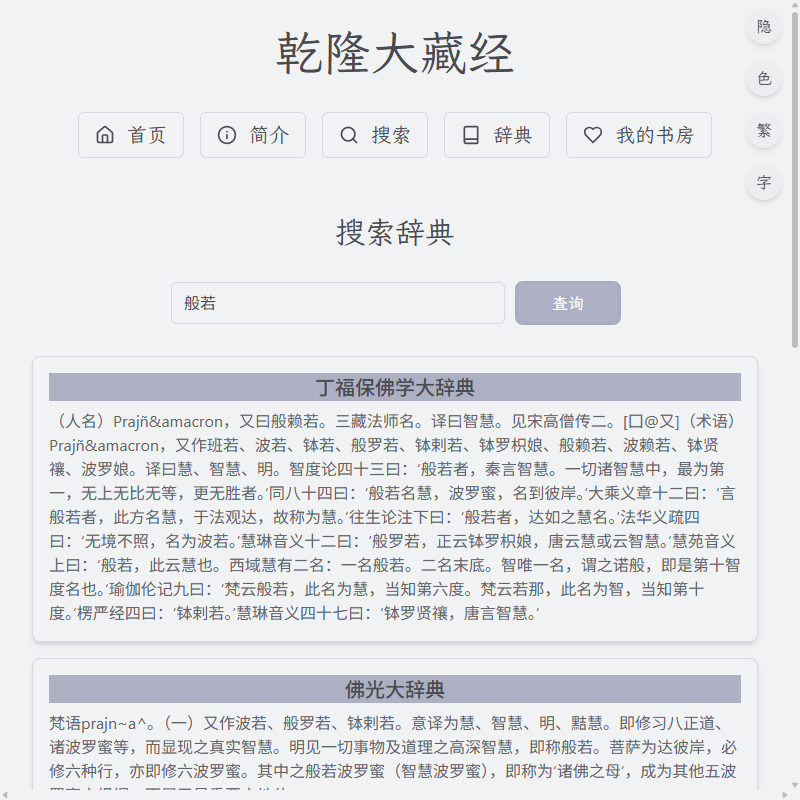 乾隆大藏经
隐
色
繁
字
首页 简介 搜索 辞典 我的书房
搜索辞典
般若 查询
丁福保佛学大辞典
（人名）Prajñ&amacron，又曰般赖若。三藏法师名。译曰智慧。见宋高僧传二。[囗@又]（术语）
Prajñ&amacron，又作班若、波若、钵若、般罗若、钵剌若、钵罗枳娘、般赖若、波赖若、钵贤
禳、波罗娘。译曰慧、智慧、明。智度论四十三曰：‘般若者，秦言智慧。一切诸智慧中，最为第
一，无上无比无等，更无胜者。’同八十四曰：‘般若名慧，波罗蜜，名到彼岸。’大乘义章十二曰：‘言
般若者，此方名慧，于法观达，故称为慧。’往生论注下曰：‘般若者，达如之慧名。’法华义疏四
曰：‘无境不照，名为波若。’慧琳音义十二曰：‘般罗若，正云钵罗枳娘，唐云慧或云智慧。’慧苑音义
上曰：‘般若，此云慧也。西域慧有二名：一名般若。二名末底。智唯一名，谓之诺般，即是第十智
度名也。’瑜伽伦记九曰：‘梵云般若，此名为慧，当知第六度。梵云若那，此名为智，当知第十
度。’楞严经四曰：‘钵剌若。’慧琳音义四十七曰：‘钵罗贤禳，唐言智慧。’
佛光大辞典
梵语prajn~a^。（一）又作波若、般罗若、钵剌若。意译为慧、智慧、明、黠慧。即修习八正道、
诸波罗蜜等，而显现之真实智慧。明见一切事物及道理之高深智慧，即称般若。菩萨为达彼岸，必
修六种行，亦即修六波罗蜜。其中之般若波罗蜜（智慧波罗蜜），即称为‘诸佛之母’，成为其他五波